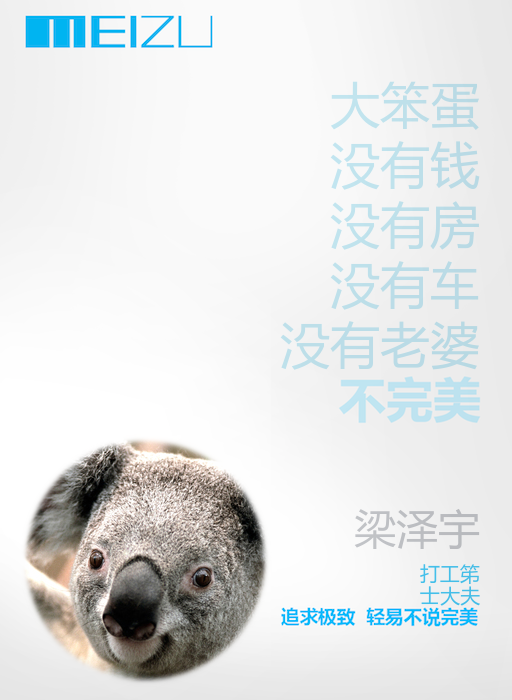 MEIZU
大笨蛋
没有钱
没有房
没有车
没有老婆
不完美
梁泽宇
打工笫
士大夫
追求极致 轻易不说完美